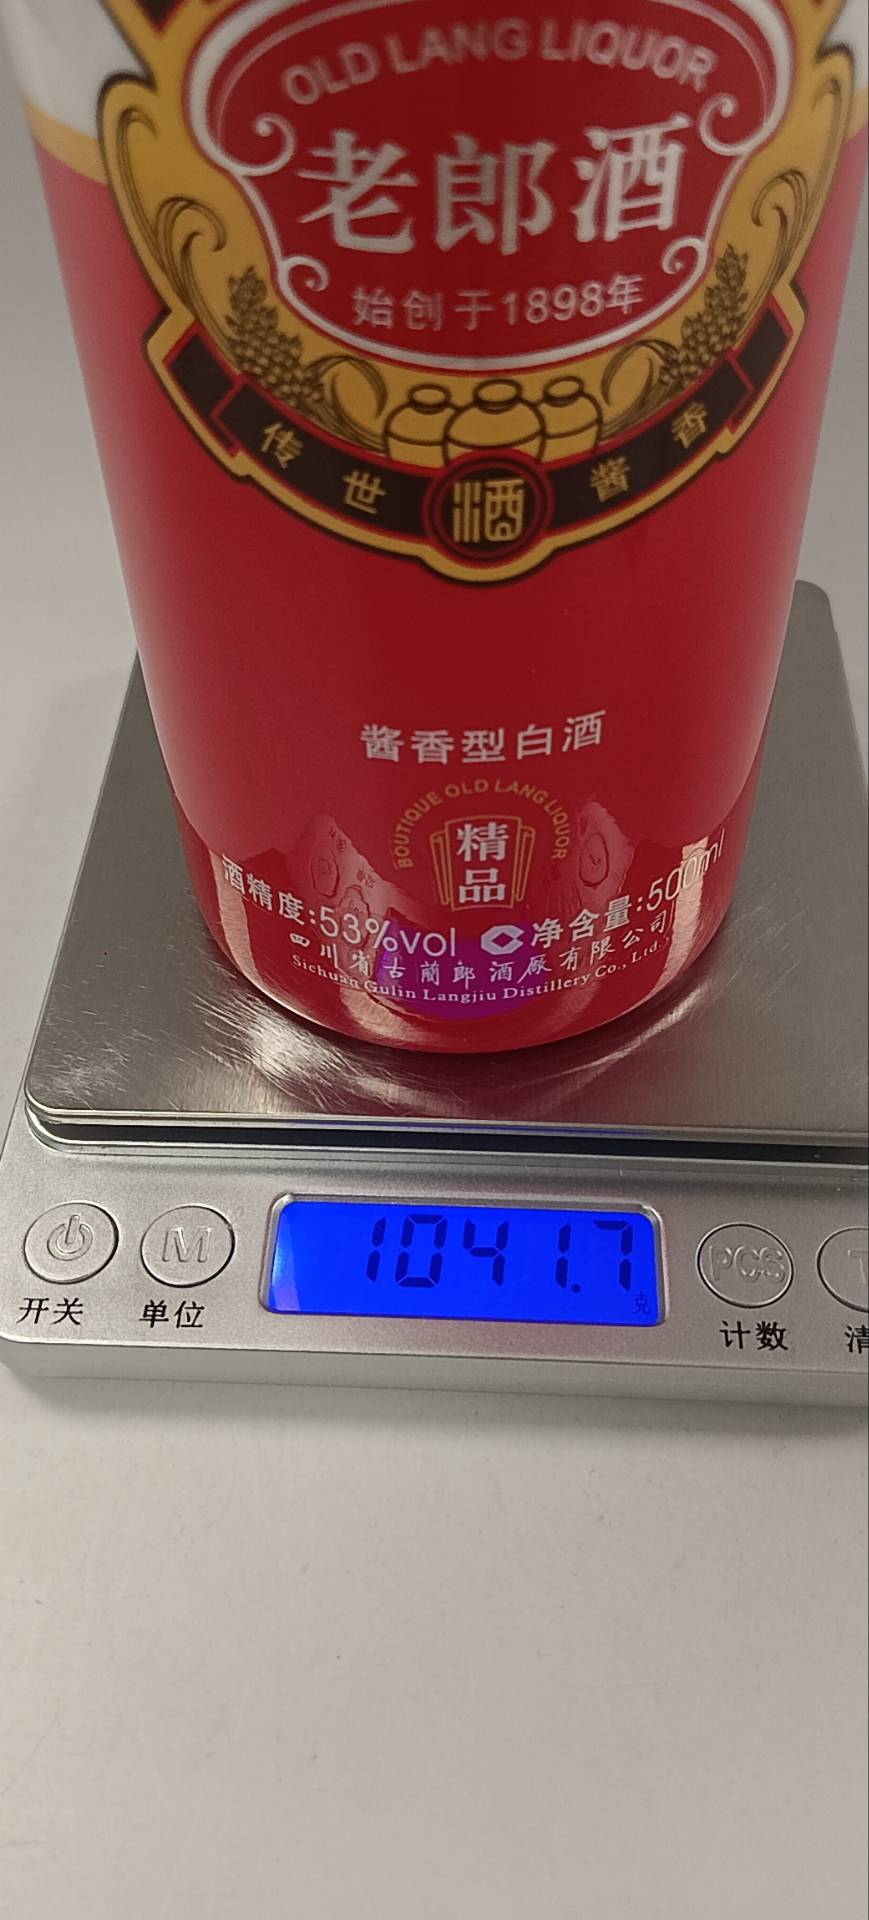 OLD LANG LIQUOR
老郎酒
始创于1898年
传世酒酱香
酱香型白酒
BOUTIQUE OLD LANG LIQUOR
精品
酒精度:53%vol 净含量:500ml
四川省古蔺郎酒厂有限公司
Sichuan Gulin Langjiu Distillery Co., Ltd.
1041.7
克
M
PCS
T
开关
单位
计数
清